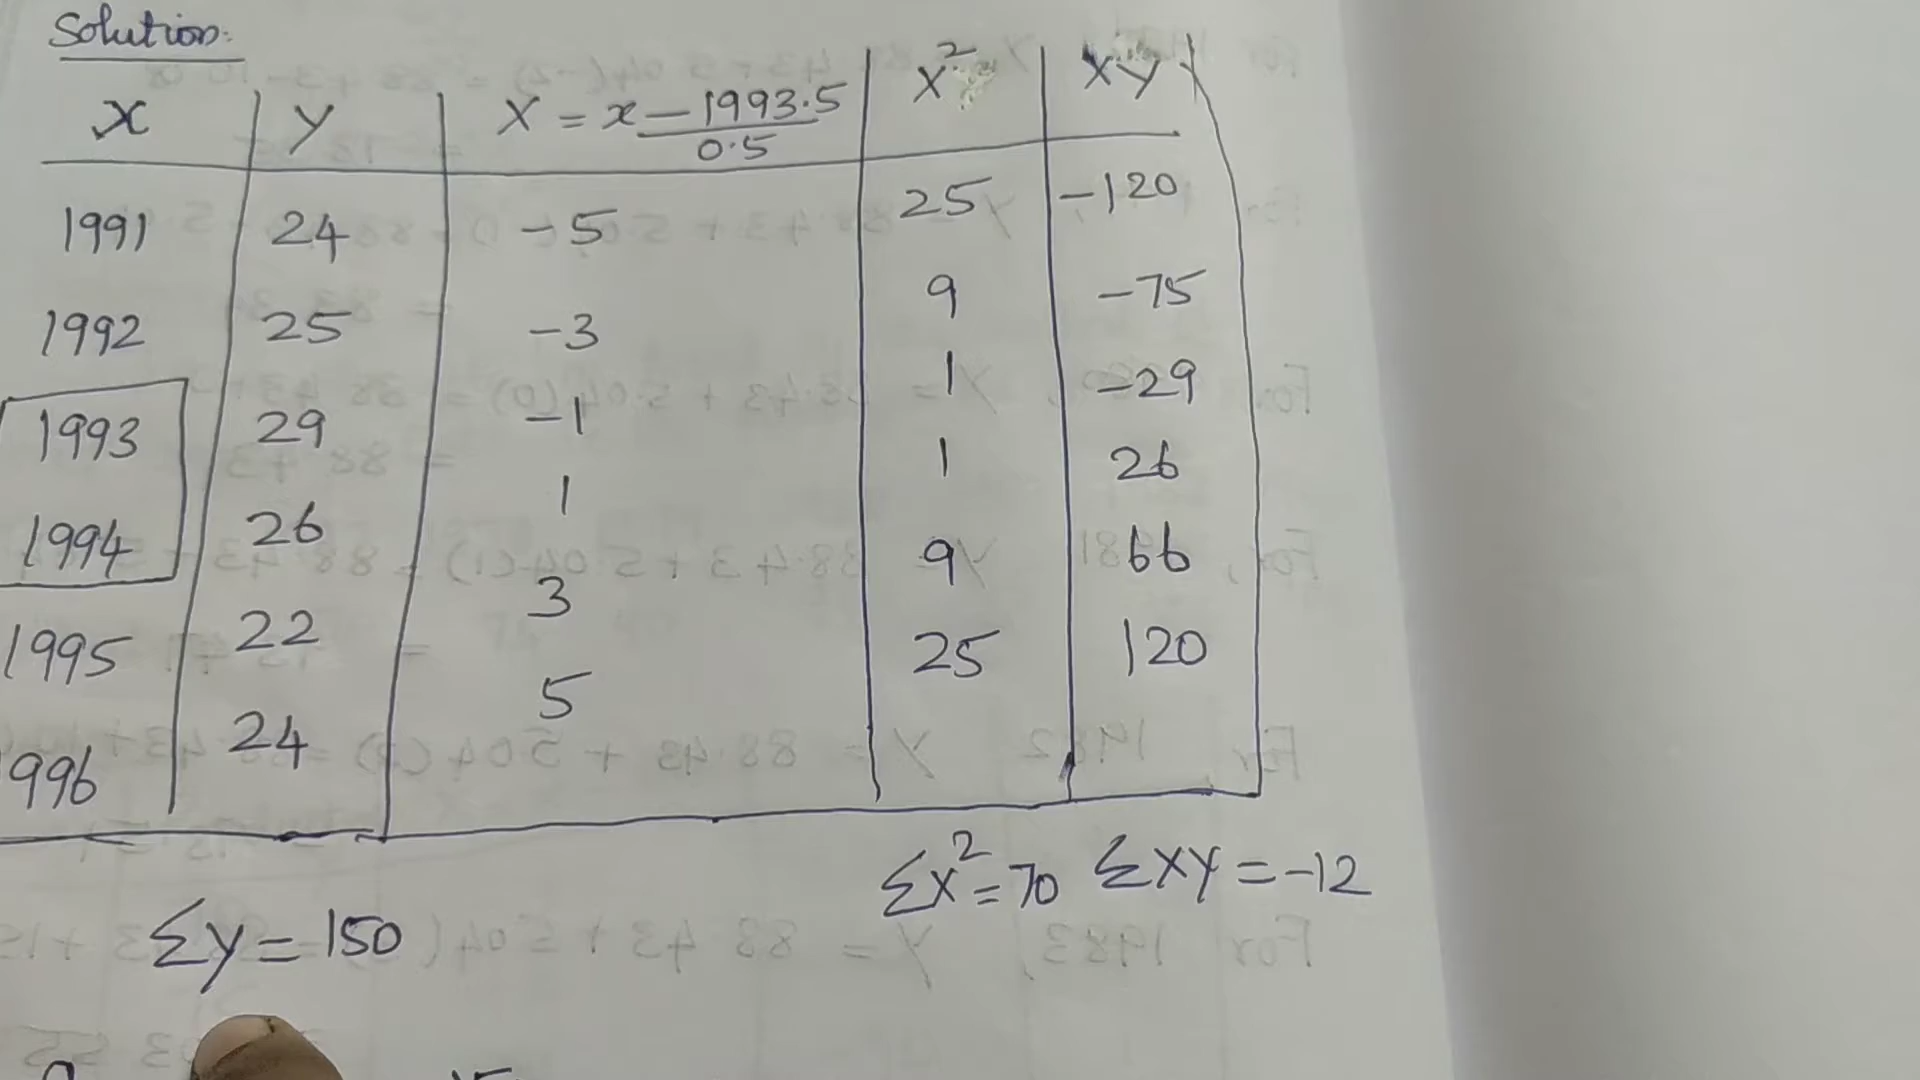 Solution:
x y X = x - 1993.5 / 0.5 X² XY
1991 24 -5 25 -120
1992 25 -3 9 -75
1993 29 -1 1 -29
1994 26 1 1 26
1995 22 3 9 66
1996 24 5 25 120
Σy = 150 ΣX² = 70 ΣXY = -12